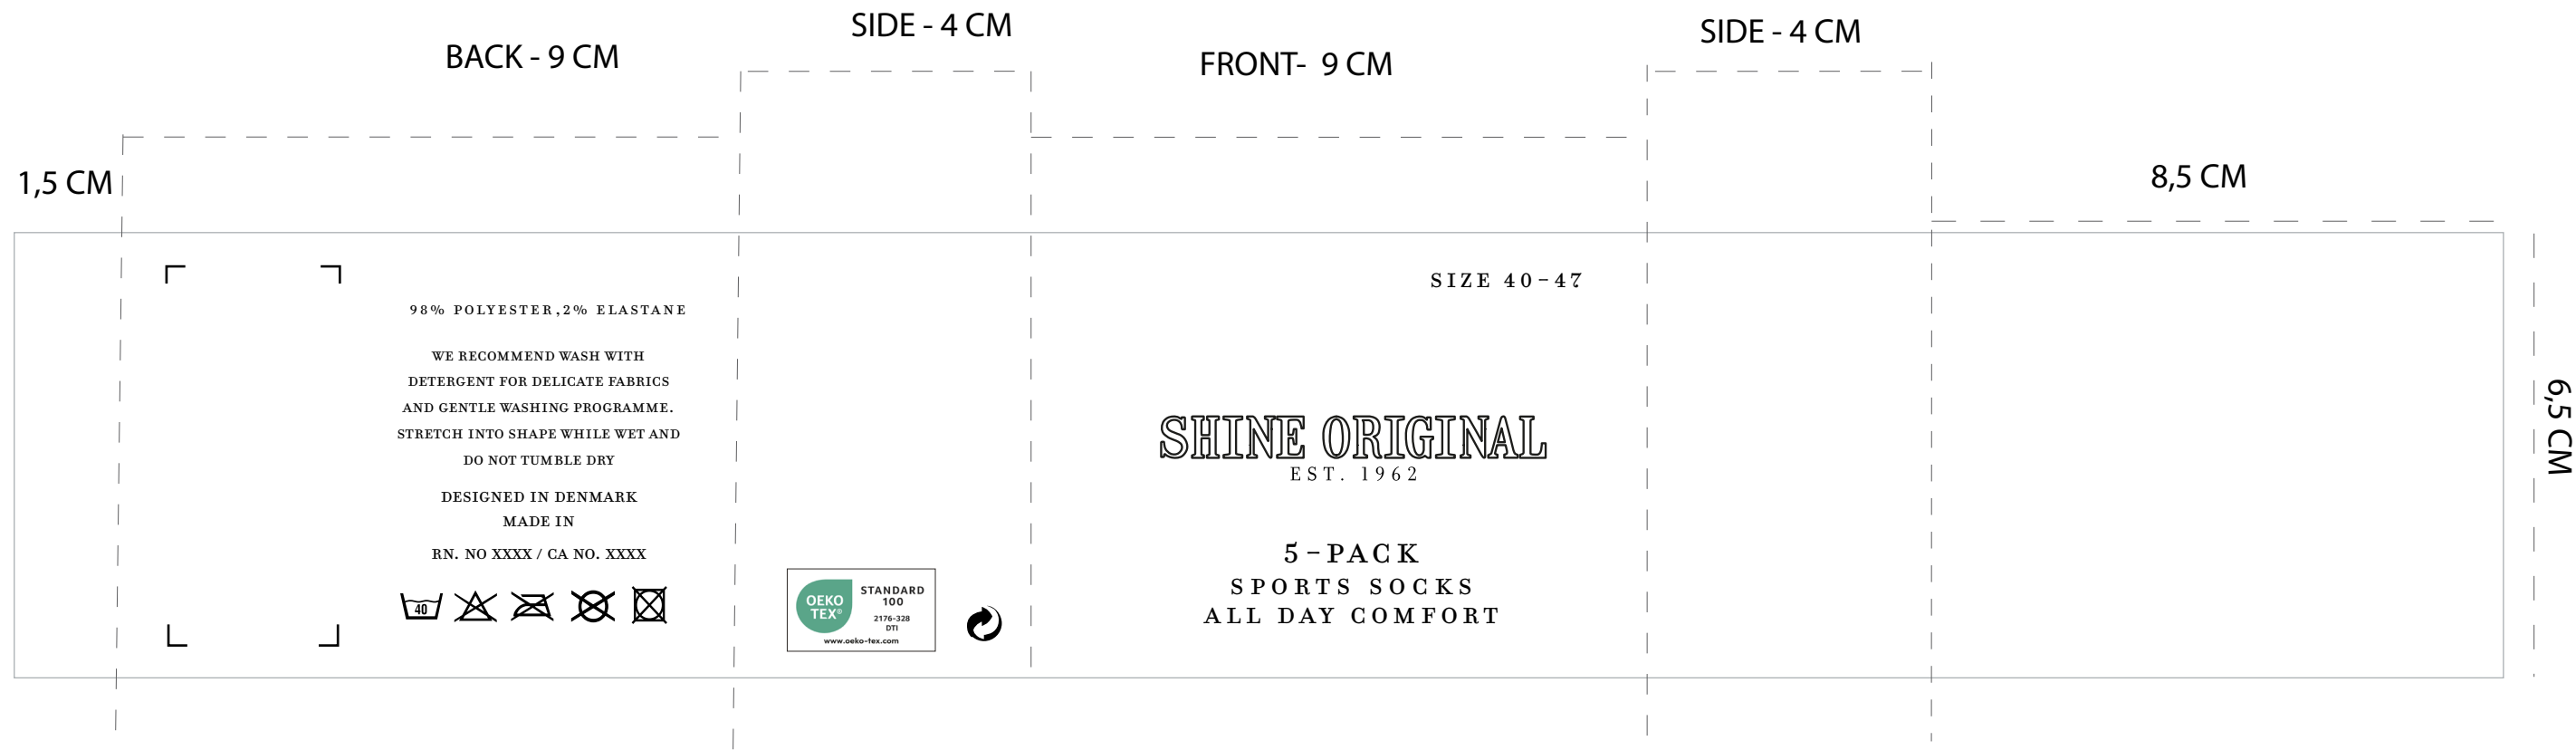 SIDE - 4 CM
SIDE - 4 CM
BACK - 9 CM
FRONT-  9 CM
1,5 CM
8,5 CM
6,5 CM
98% POLYESTER,2% ELASTANE
WE RECOMMEND WASH WITH
DETERGENT FOR DELICATE FABRICS
AND GENTLE WASHING PROGRAMME.
STRETCH INTO SHAPE WHILE WET AND
DO NOT TUMBLE DRY
DESIGNED IN DENMARK
MADE IN
RN. NO XXXX / CA NO. XXXX
40
OEKO
TEX®
STANDARD
100
2176-328
DTI
www.oeko-tex.com
SIZE 40-47
SHINE ORIGINAL
EST. 1962
5-PACK
SPORTS SOCKS
ALL DAY COMFORT